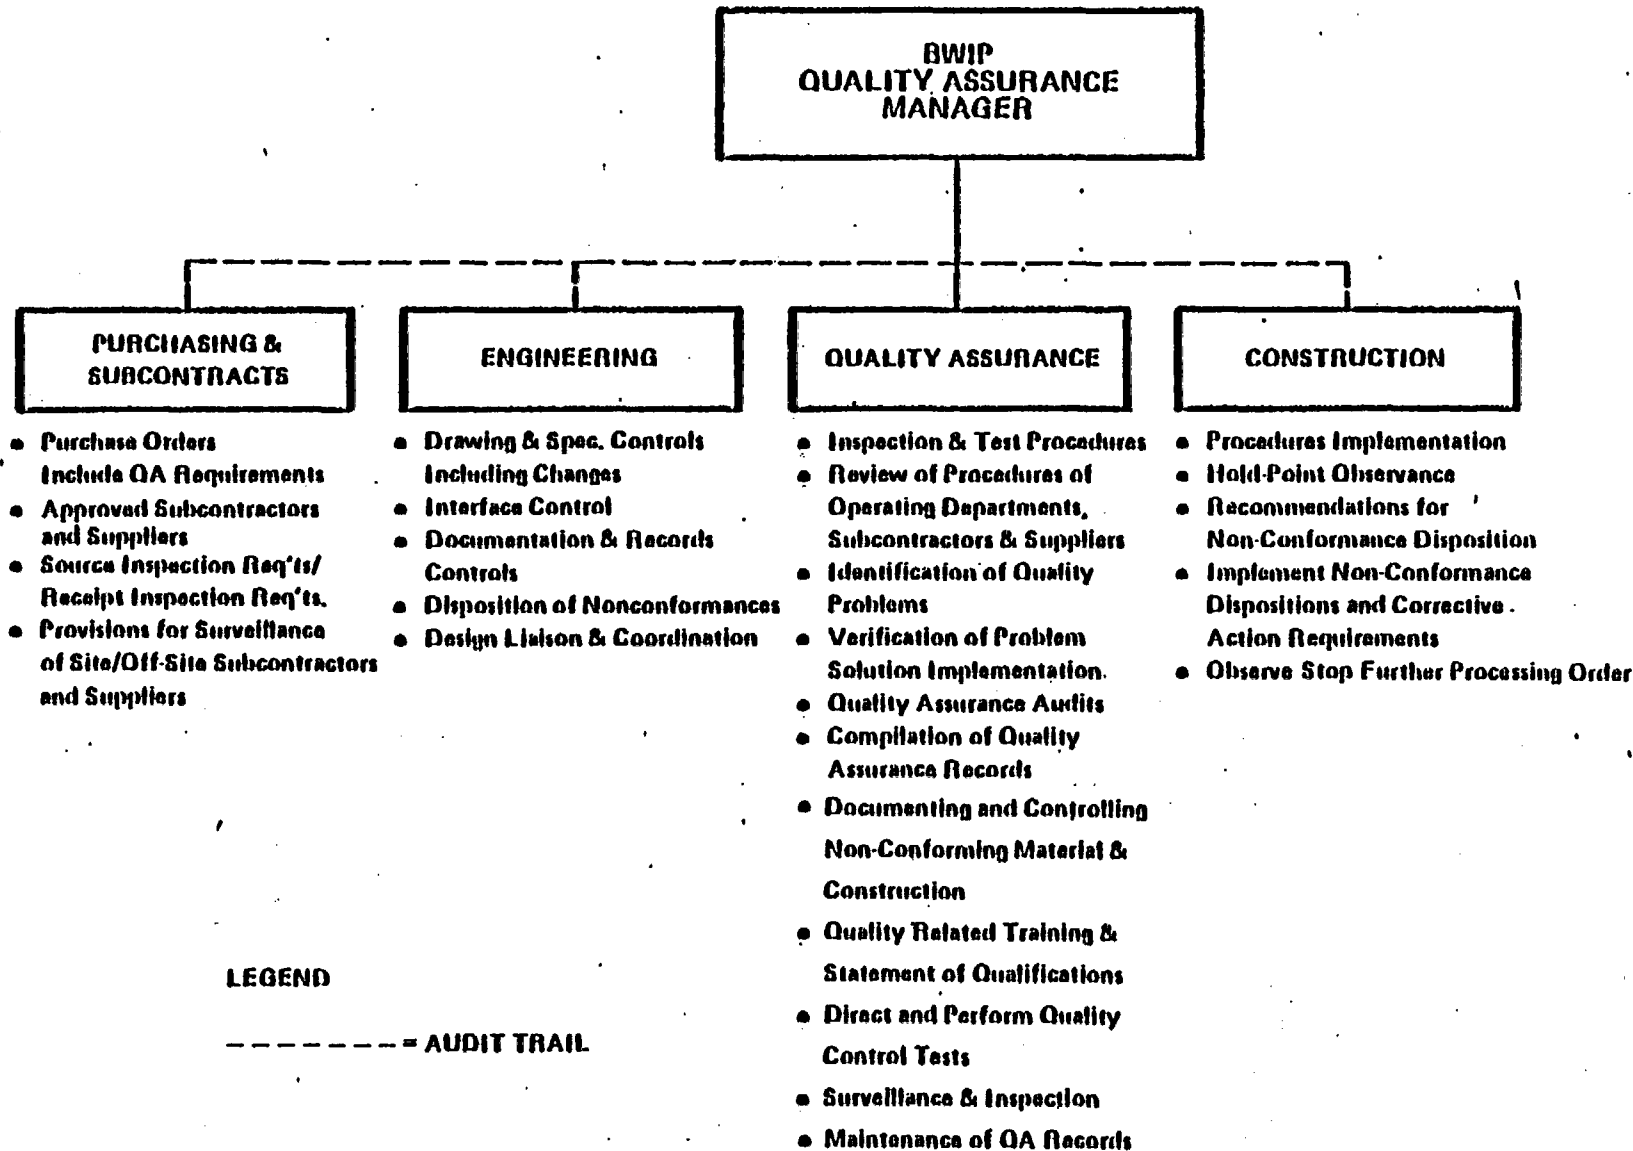 BWIP
QUALITY ASSURANCE
MANAGER
PURCHASING &
SUBCONTRACTS
• Purchase Orders
Include QA Requirements
• Approved Subcontractors
and Suppliers
• Source Inspection Req'ts/
Receipt Inspection Req'ts.
• Provisions for Surveillance
of Site/Off-Site Subcontractors
and Suppliers
ENGINEERING
• Drawing & Spec. Controls
Including Changes
• Interface Control
• Documentation & Records
Controls
• Disposition of Nonconformances
• Design Liaison & Coordination
QUALITY ASSURANCE
• Inspection & Test Procedures
• Review of Procedures of
Operating Departments,
Subcontractors & Suppliers
• Identification of Quality
Problems
• Verification of Problem
Solution Implementation.
• Quality Assurance Audits
• Compilation of Quality
Assurance Records
• Documenting and Controlling
Non-Conforming Material &
Construction
• Quality Related Training &
Statement of Qualifications
• Direct and Perform Quality
Control Tests
• Surveillance & Inspection
• Maintenance of QA Records
CONSTRUCTION
• Procedures Implementation
• Hold-Point Observance
• Recommendations for
Non-Conformance Disposition
• Implement Non-Conformance
Dispositions and Corrective
Action Requirements
• Observe Stop Further Processing Order
LEGEND
– – – – – – – = AUDIT TRAIL